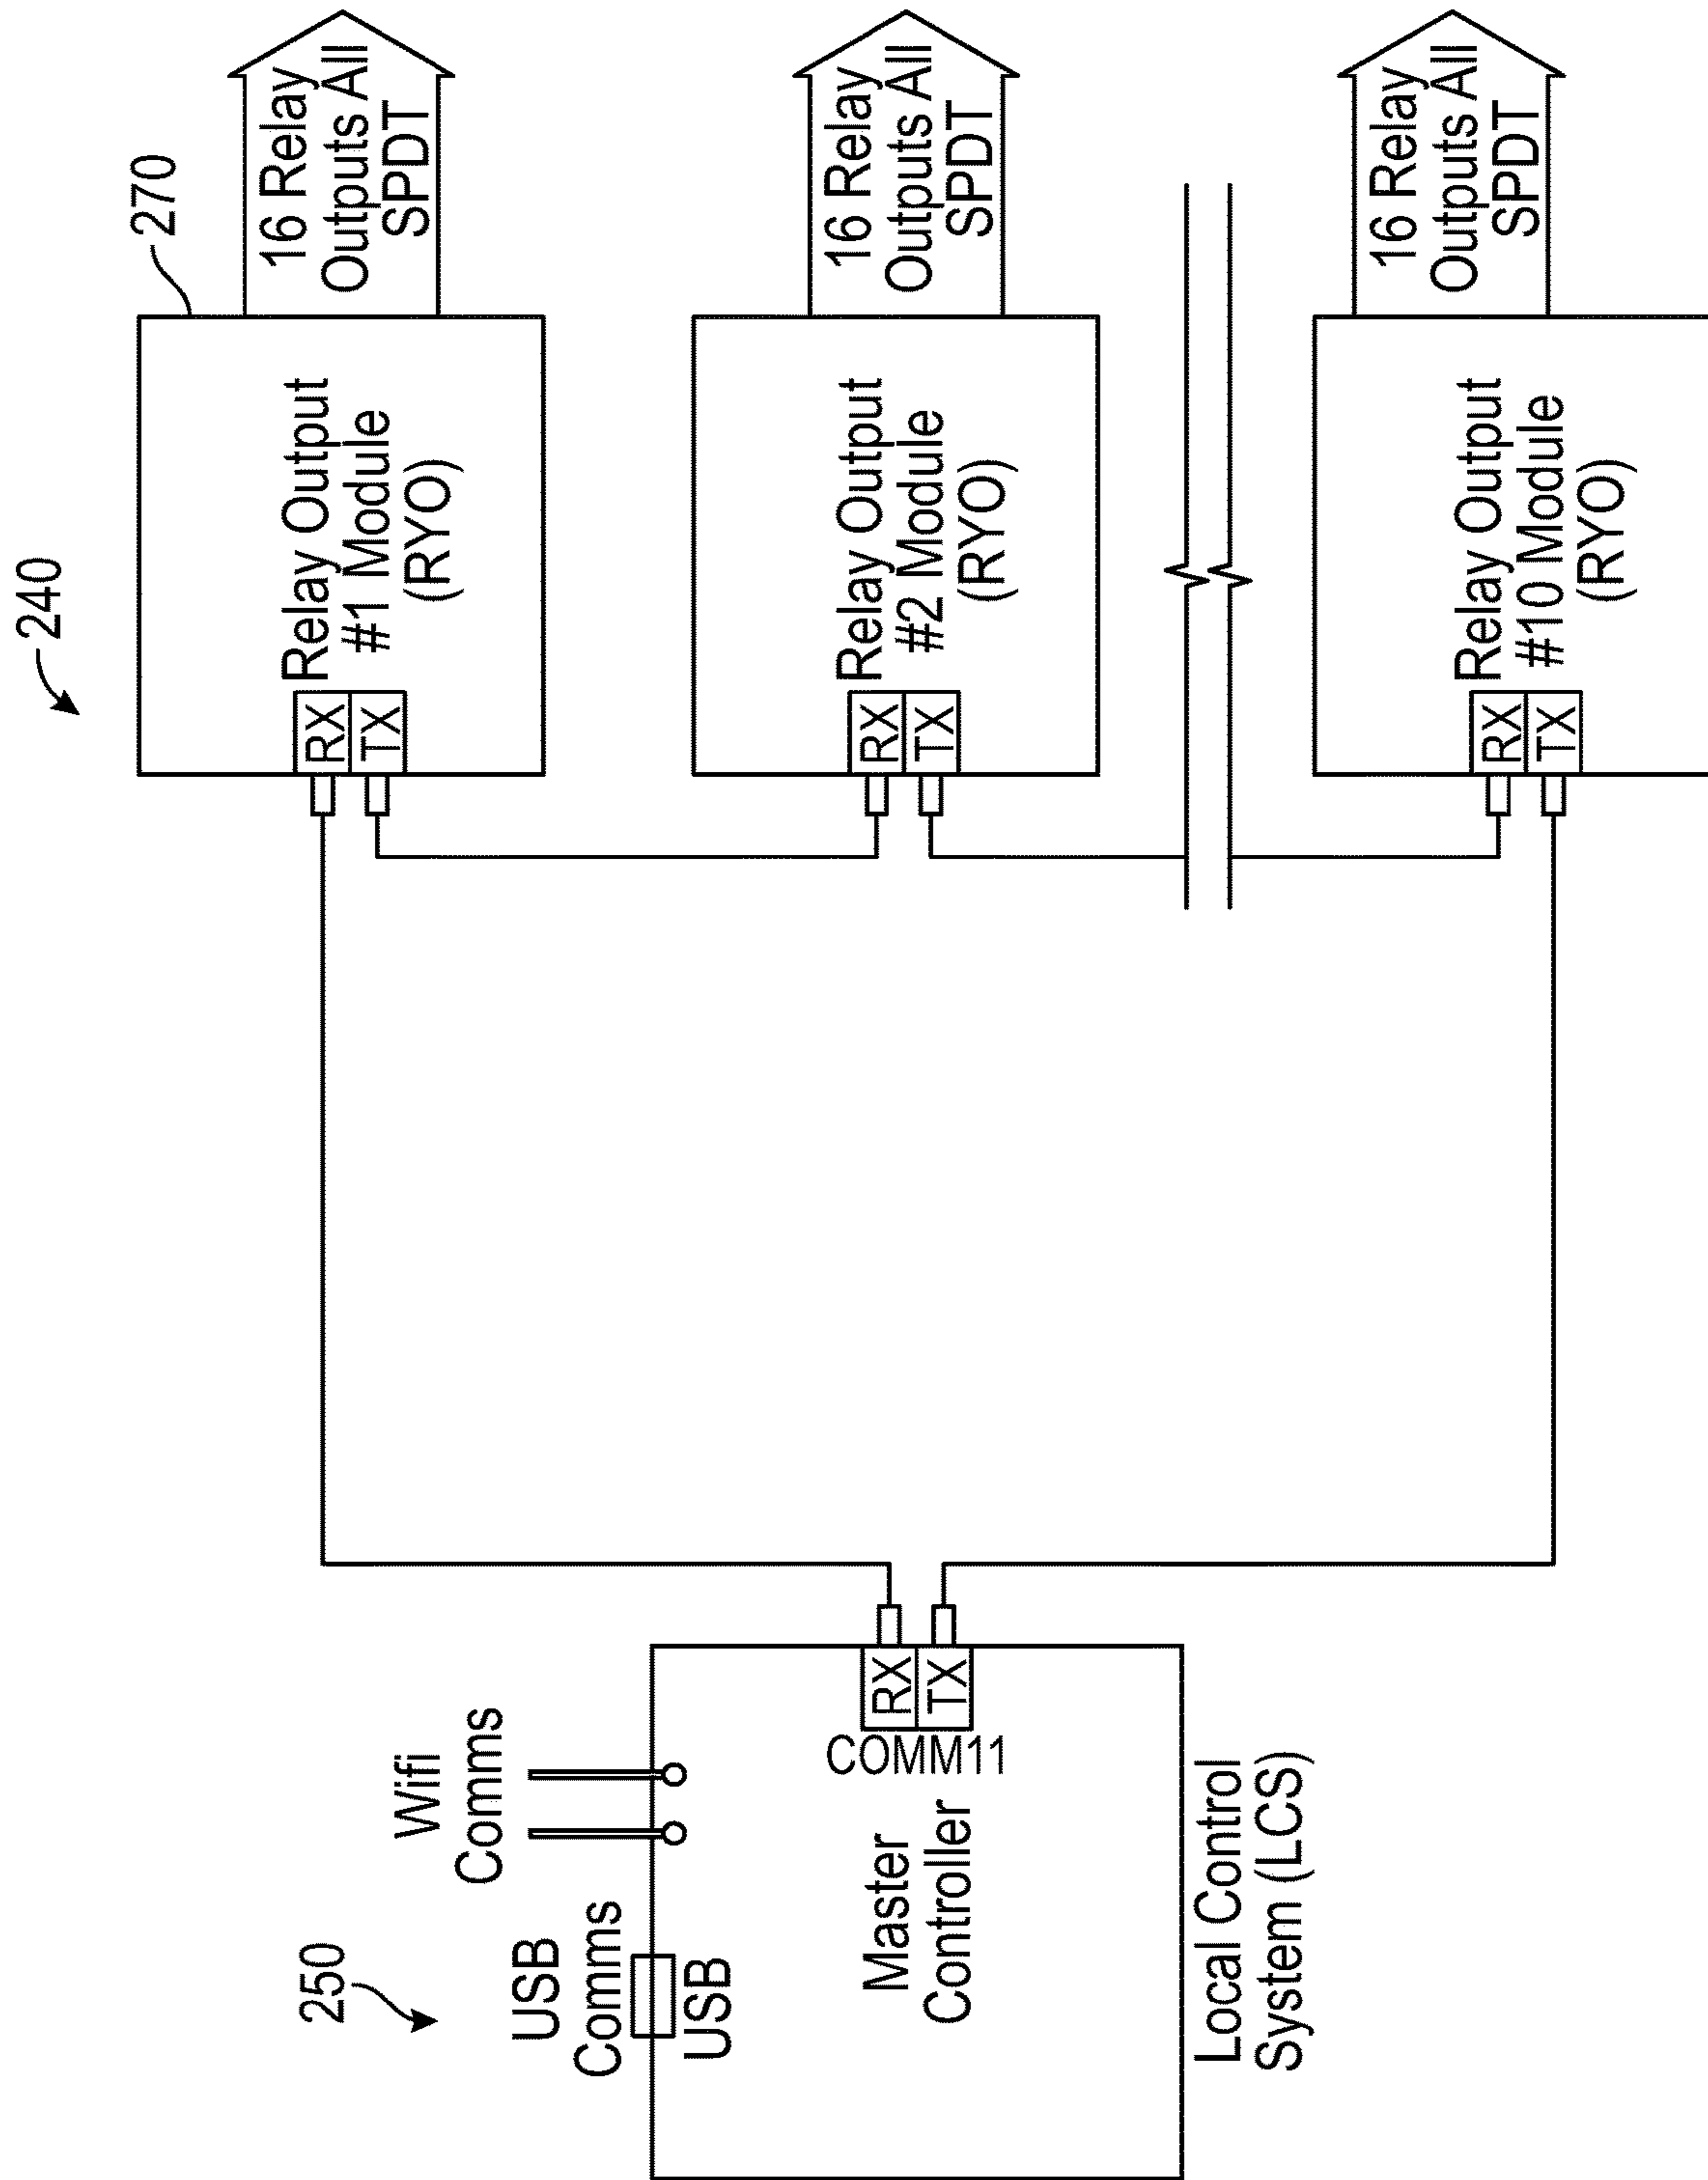 240
270
16 Relay
Outputs All
SPDT
Relay Output
#1 Module
(RYO)
RX
TX
16 Relay
Outputs All
SPDT
Relay Output
#2 Module
(RYO)
RX
TX
16 Relay
Outputs All
SPDT
Relay Output
#10 Module
(RYO)
RX
TX
250
Wifi
Comms
USB
Comms
USB
RX
TX
COMM11
Master
Controller
Local Control
System (LCS)